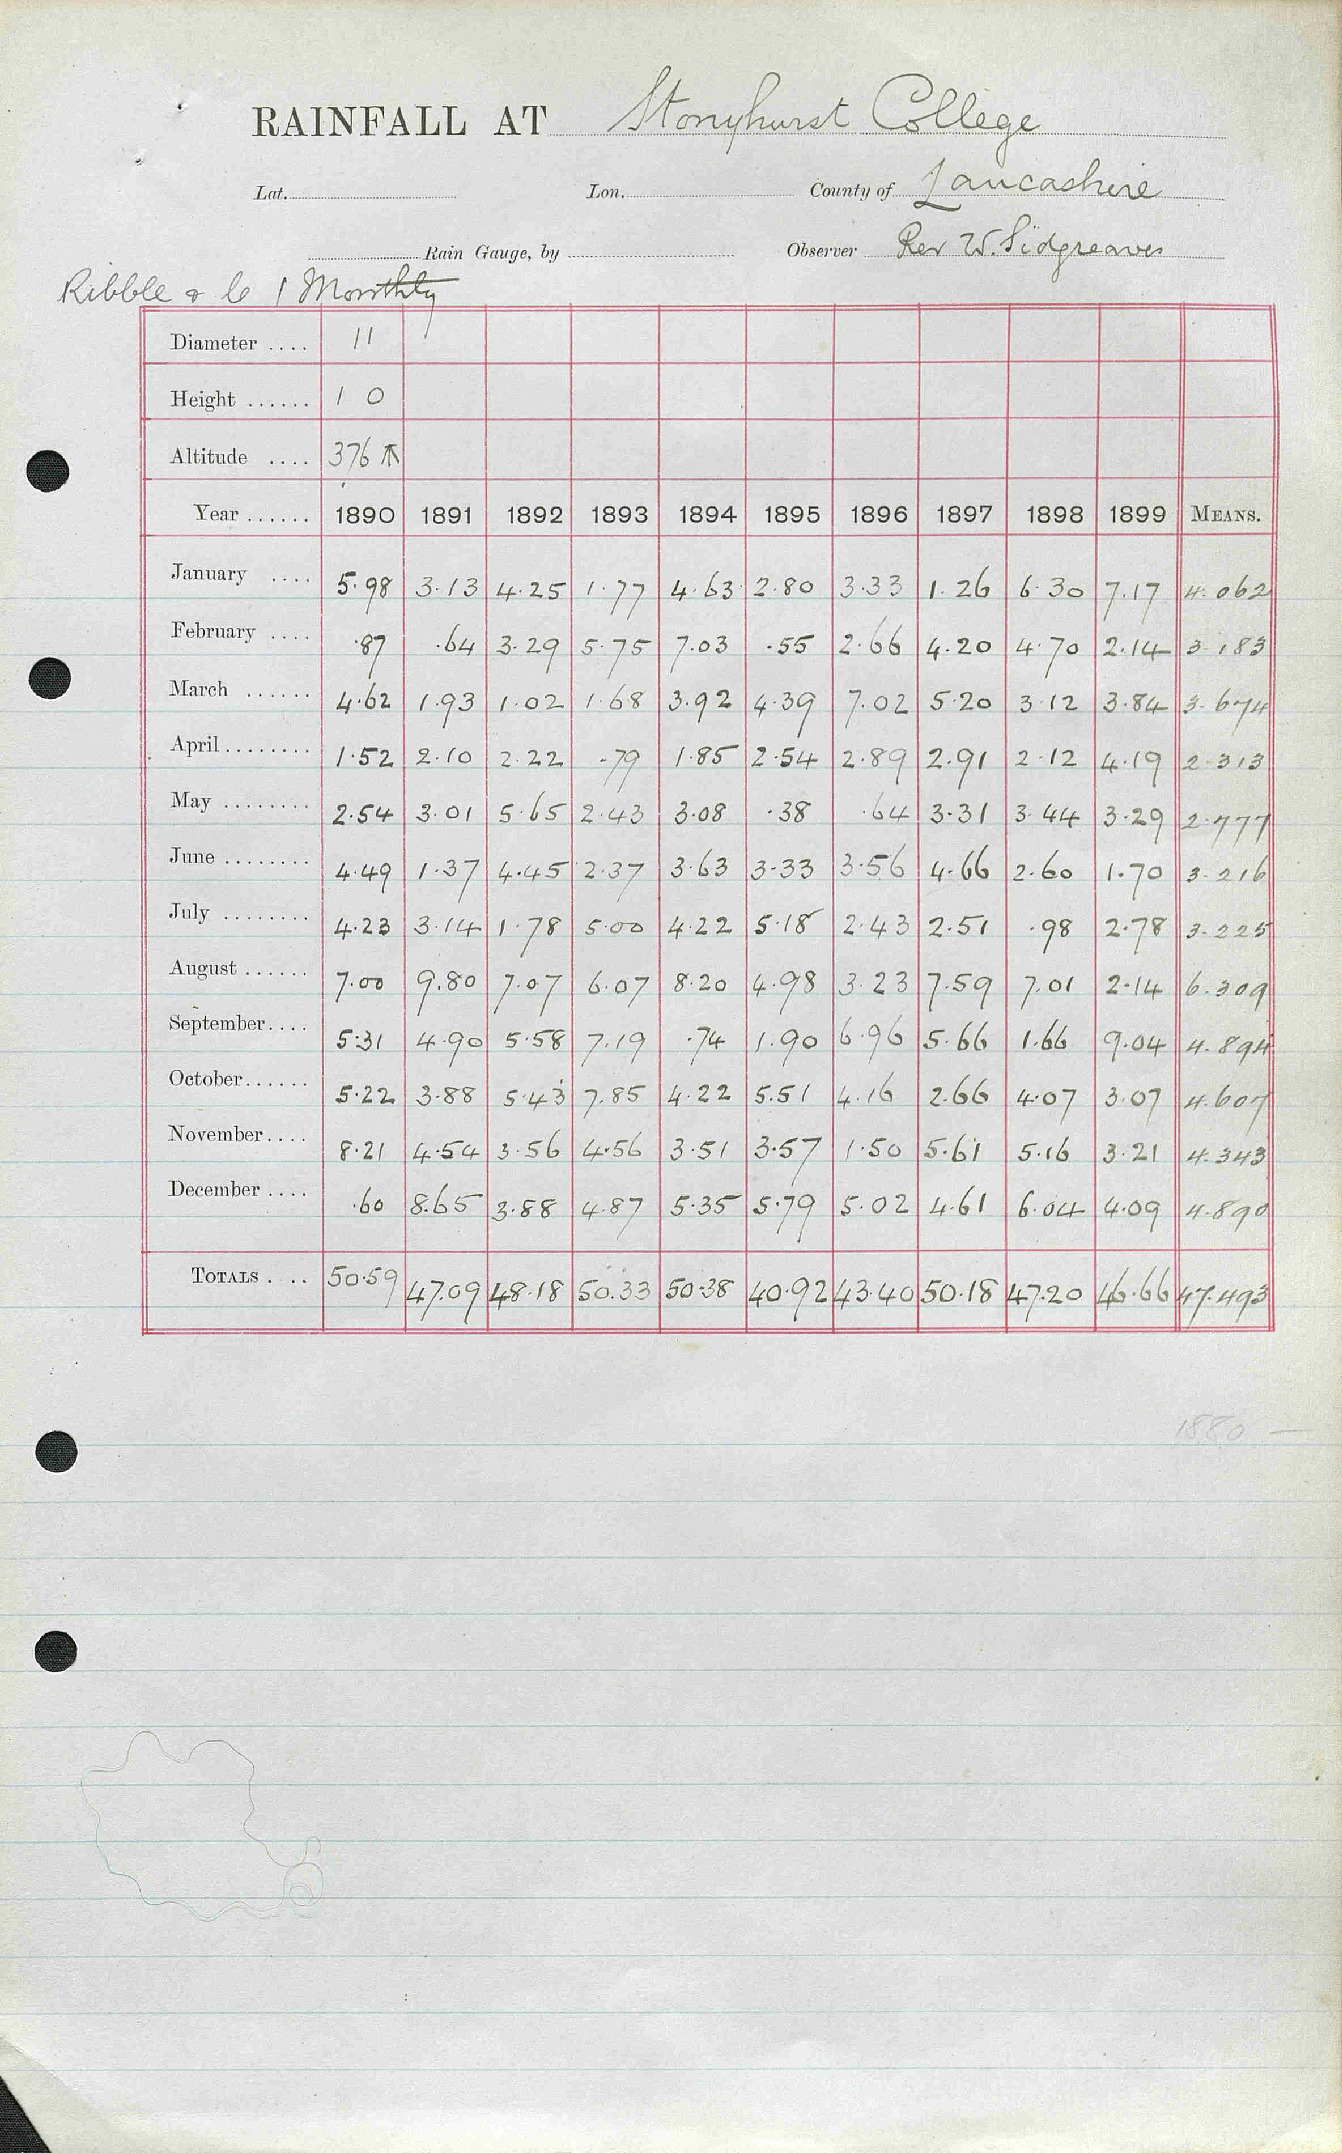 RAINFALL AT Stonyhurst College
Lat. Lon. County of Lancashire
Rain Gauge, by Observer Rev W. Sidgreaves
Ribble & C 1 Monthly
Diameter .... 11
Height ...... 1 0
Altitude .... 376
Year ...... 1890 1891 1892 1893 1894 1895 1896 1897 1898 1899 MEANS.
January .... 5.98 3.13 4.25 1.77 4.63 2.80 3.33 1.26 6.30 7.17 4.062
February .... .87 .64 3.29 5.75 7.03 .55 2.66 4.20 4.70 2.14 3.183
March ...... 4.62 1.93 1.02 1.68 3.92 4.39 7.02 5.20 3.12 3.84 3.674
April ........ 1.52 2.10 2.22 .79 1.85 2.54 2.89 2.91 2.12 4.19 2.313
May ........ 2.54 3.01 5.65 2.43 3.08 .38 .64 3.31 3.44 3.29 2.777
June ........ 4.49 1.37 4.45 2.37 3.63 3.33 3.56 4.66 2.60 1.70 3.216
July ........ 4.23 3.14 1.78 5.00 4.22 5.18 2.43 2.51 .98 2.78 3.225
August ...... 7.00 9.80 7.07 6.07 8.20 4.98 3.23 7.59 7.01 2.14 6.309
September .... 5.31 4.90 5.58 7.19 .74 1.90 6.96 5.66 1.66 9.04 4.894
October ...... 5.22 3.88 5.43 7.85 4.22 5.51 4.16 2.66 4.07 3.07 4.607
November .... 8.21 4.54 3.56 4.56 3.51 3.57 1.50 5.61 5.16 3.21 4.343
December .... .60 8.65 3.88 4.87 5.35 5.79 5.02 4.61 6.04 4.09 4.890
TOTALS .... 50.59 47.09 48.18 50.33 50.38 40.92 43.40 50.18 47.20 46.66 47.493
1880 —